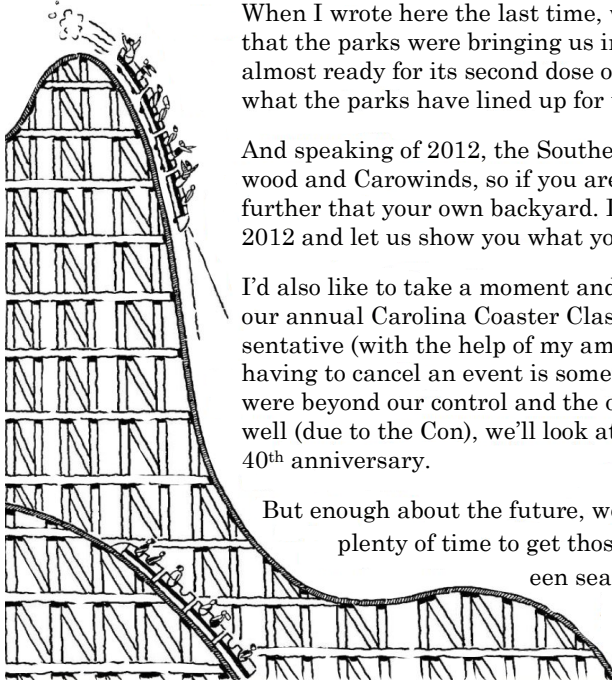 When I wrote here the last time,
that the parks were bringing us in
almost ready for its second dose o
what the parks have lined up for
And speaking of 2012, the Southe
wood and Carowinds, so if you are
further that your own backyard.
2012 and let us show you what yo
I’d also like to take a moment and
our annual Carolina Coaster Clas
sentative (with the help of my am
having to cancel an event is some
were beyond our control and the
well (due to the Con), we’ll look at
40th anniversary.
But enough about the future, we
plenty of time to get thos
een sea